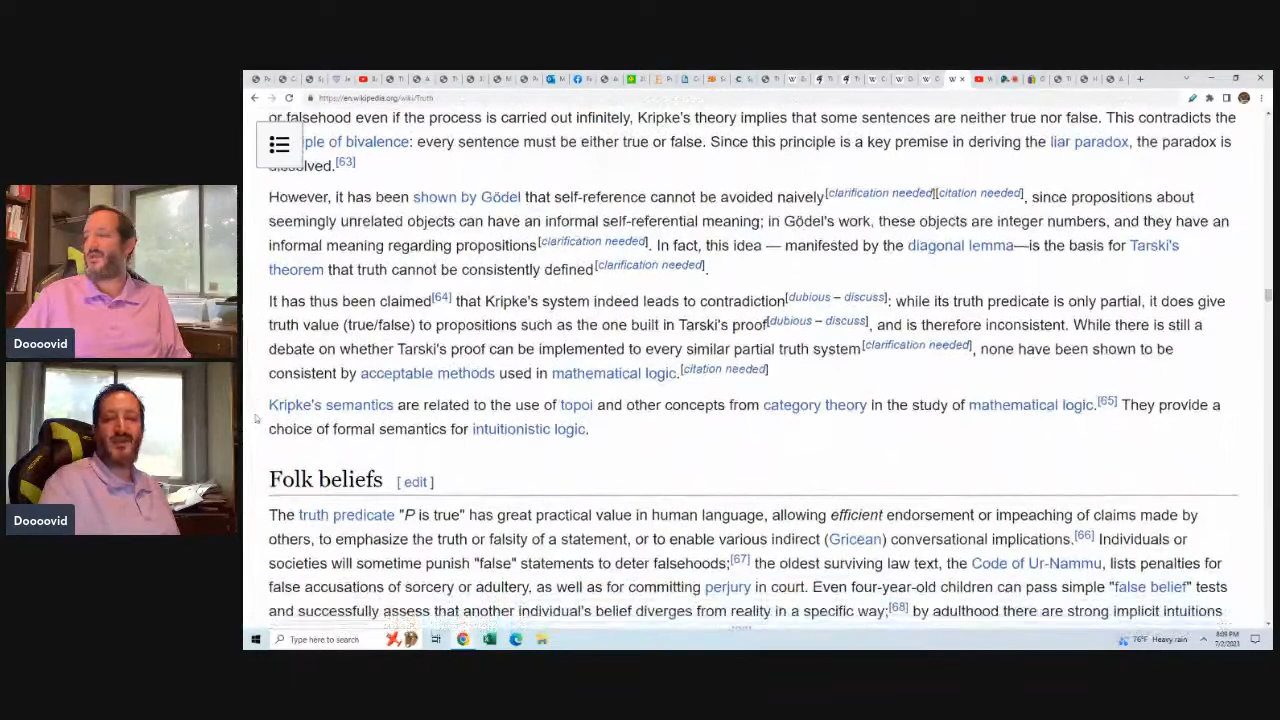 https://en.wikipedia.org/wiki/Truth
or falsehood even if the process is carried out infinitely, Kripke's theory implies that some sentences are neither true nor false. This contradicts the
iple of bivalence: every sentence must be either true or false. Since this principle is a key premise in deriving the liar paradox, the paradox is
dissolved.[63]
However, it has been shown by Gödel that self-reference cannot be avoided naively[clarification needed][citation needed], since propositions about
seemingly unrelated objects can have an informal self-referential meaning; in Gödel's work, these objects are integer numbers, and they have an
informal meaning regarding propositions[clarification needed]. In fact, this idea — manifested by the diagonal lemma—is the basis for Tarski's
theorem that truth cannot be consistently defined[clarification needed].
It has thus been claimed[64] that Kripke's system indeed leads to contradiction[dubious – discuss]: while its truth predicate is only partial, it does give
truth value (true/false) to propositions such as the one built in Tarski's proof[dubious – discuss], and is therefore inconsistent. While there is still a
debate on whether Tarski's proof can be implemented to every similar partial truth system[clarification needed], none have been shown to be
consistent by acceptable methods used in mathematical logic.[citation needed]
Kripke's semantics are related to the use of topoi and other concepts from category theory in the study of mathematical logic.[65] They provide a
choice of formal semantics for intuitionistic logic.
Folk beliefs [ edit ]
The truth predicate "P is true" has great practical value in human language, allowing efficient endorsement or impeaching of claims made by
others, to emphasize the truth or falsity of a statement, or to enable various indirect (Gricean) conversational implications.[66] Individuals or
societies will sometime punish "false" statements to deter falsehoods;[67] the oldest surviving law text, the Code of Ur-Nammu, lists penalties for
false accusations of sorcery or adultery, as well as for committing perjury in court. Even four-year-old children can pass simple "false belief" tests
and successfully assess that another individual's belief diverges from reality in a specific way;[68] by adulthood there are strong implicit intuitions
Doooovid
Doooovid
Type here to search
76°F Heavy rain
8:09 PM
7/2/2023